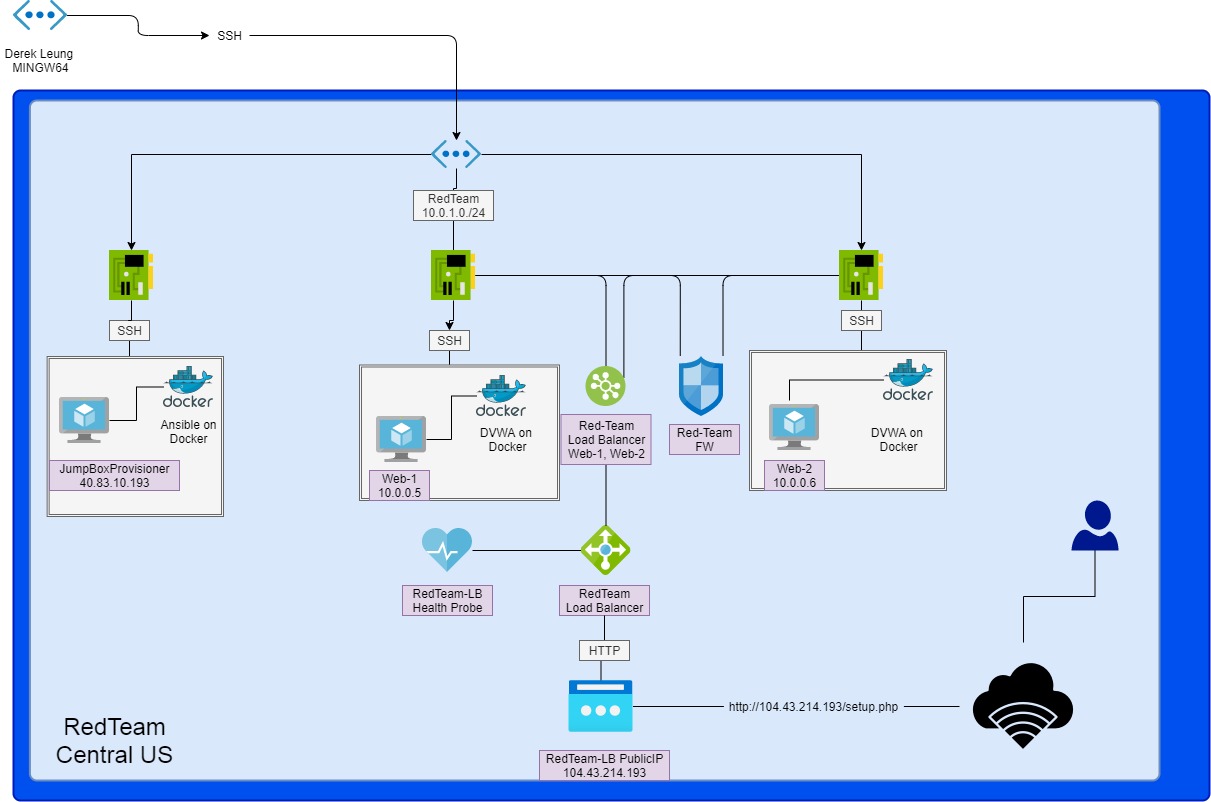 SSH
Derek Leung
MINGW64
RedTeam
10.0.1.0./24
SSH
SSH
SSH
docker
Ansible on
Docker
JumpBoxProvisioner
40.83.10.193
docker
DVWA on
Docker
Web-1
10.0.0.5
Red-Team
Load Balancer
Web-1, Web-2
Red-Team
FW
docker
DVWA on
Docker
Web-2
10.0.0.6
RedTeam-LB
Health Probe
RedTeam
Load Balancer
HTTP
http://104.43.214.193/setup.php
RedTeam
Central US
RedTeam-LB PublicIP
104.43.214.193